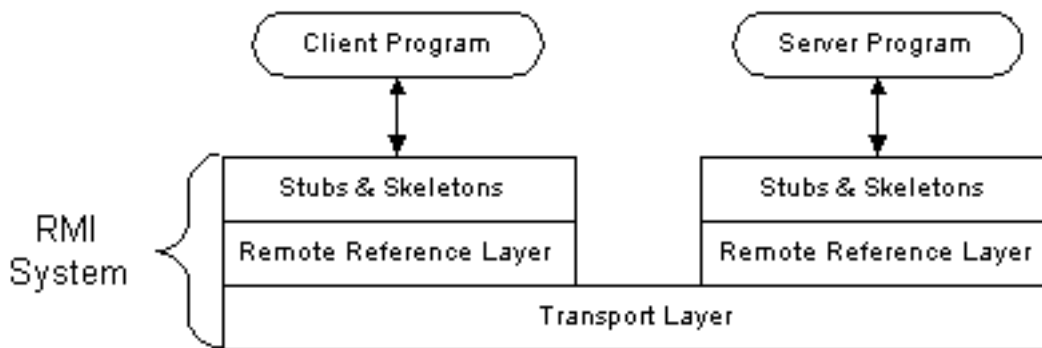 Client Program
Server Program
Stubs & Skeletons
Stubs & Skeletons
RMI
System
Remote Reference Layer
Remote Reference Layer
Transport Layer